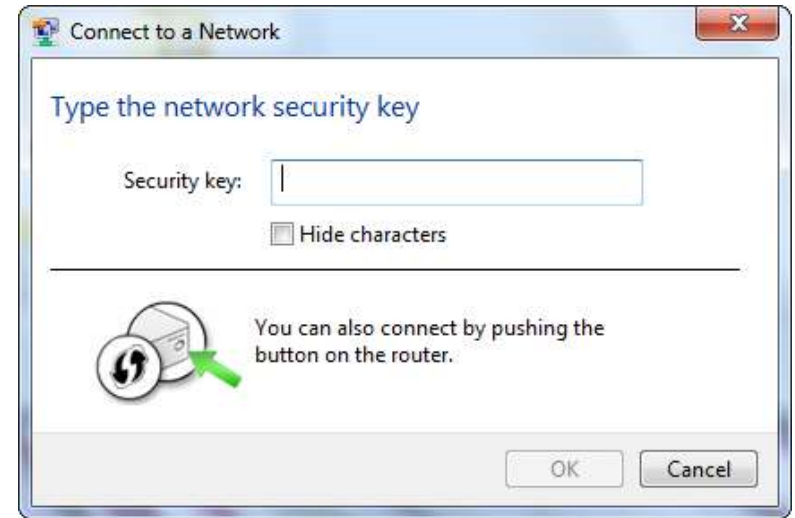 Connect to a Network
Type the network security key
Security key:
Hide characters
You can also connect by pushing the
button on the router.
OK
Cancel